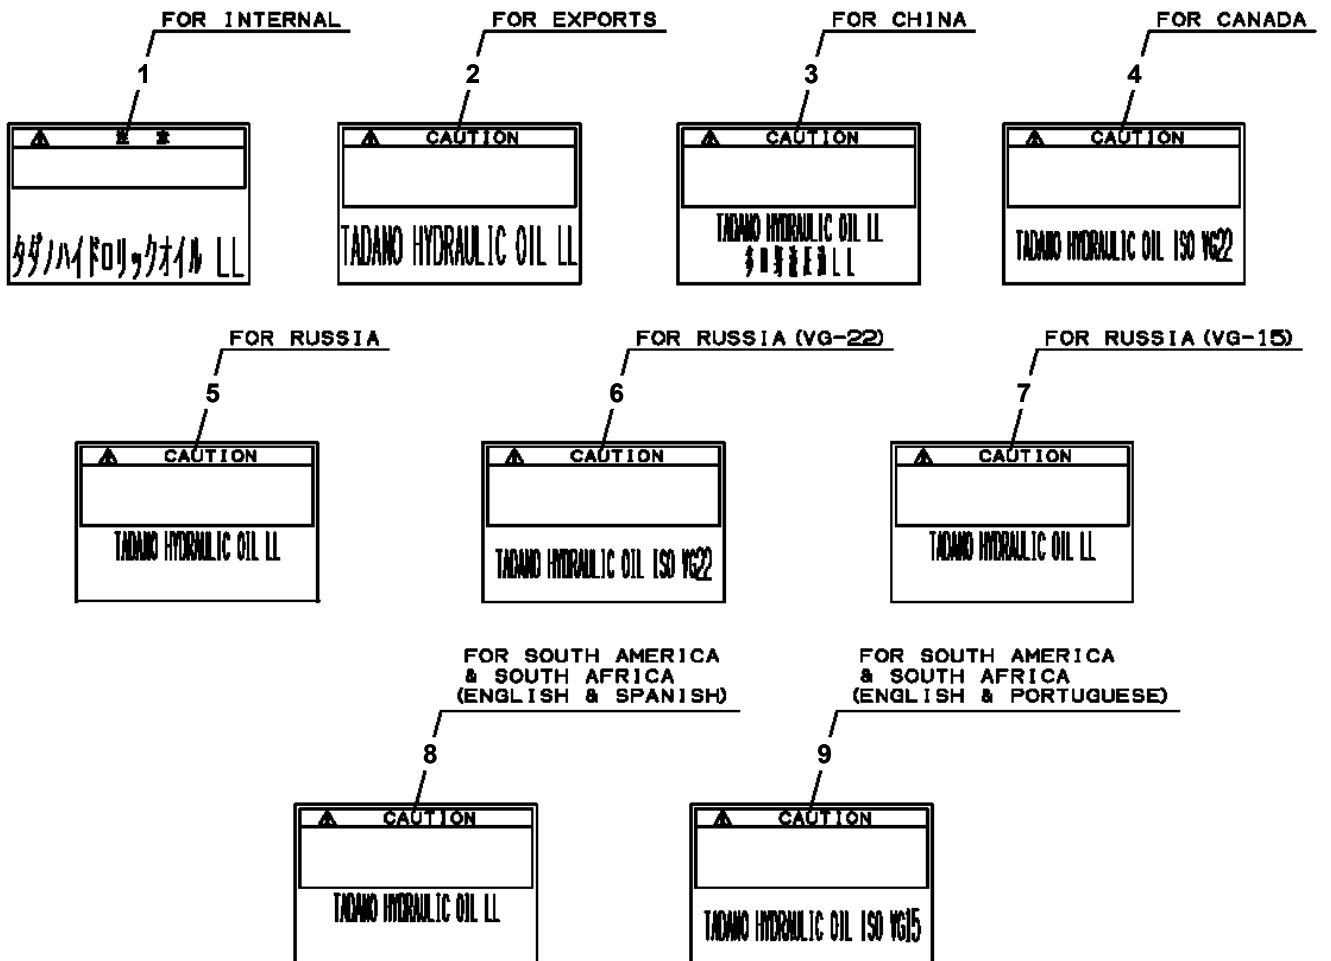 FOR INTERNAL
FOR EXPORTS
FOR CHINA
FOR CANADA
1
2
3
4
CAUTION
CAUTION
CAUTION
タダノハイドロリックオイル LL
TADANO HYDRAULIC OIL LL
TADANO HYDRAULIC OIL LL
TADANO HYDRAULIC OIL ISO VG22
FOR RUSSIA
FOR RUSSIA (VG-22)
FOR RUSSIA (VG-15)
5
6
7
CAUTION
CAUTION
CAUTION
TADANO HYDRAULIC OIL LL
TADANO HYDRAULIC OIL ISO VG22
TADANO HYDRAULIC OIL LL
FOR SOUTH AMERICA
& SOUTH AFRICA
(ENGLISH & SPANISH)
FOR SOUTH AMERICA
& SOUTH AFRICA
(ENGLISH & PORTUGUESE)
8
9
CAUTION
CAUTION
TADANO HYDRAULIC OIL LL
TADANO HYDRAULIC OIL ISO VG15